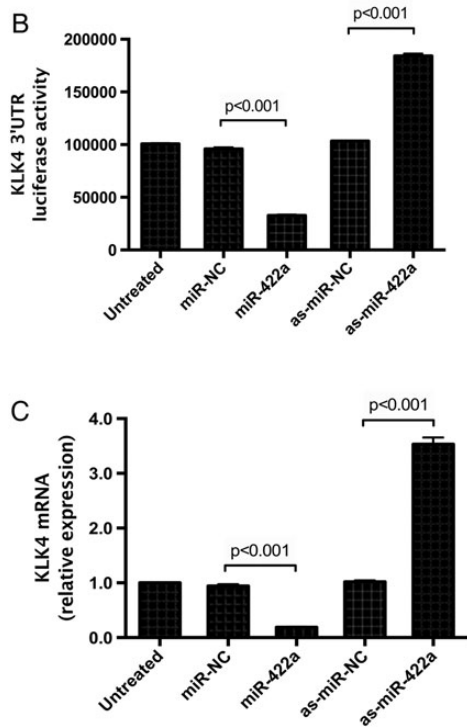 B
KLK4 3'UTR
luciferase activity
200000
150000
100000
50000
0
p<0.001
p<0.001
Untreated
miR-NC
miR-422a
as-miR-NC
as-miR-422a
C
KLK4 mRNA
(relative expression)
4.0
3.0
2.0
1.0
0.0
p<0.001
p<0.001
Untreated
miR-NC
miR-422a
as-miR-NC
as-miR-422a